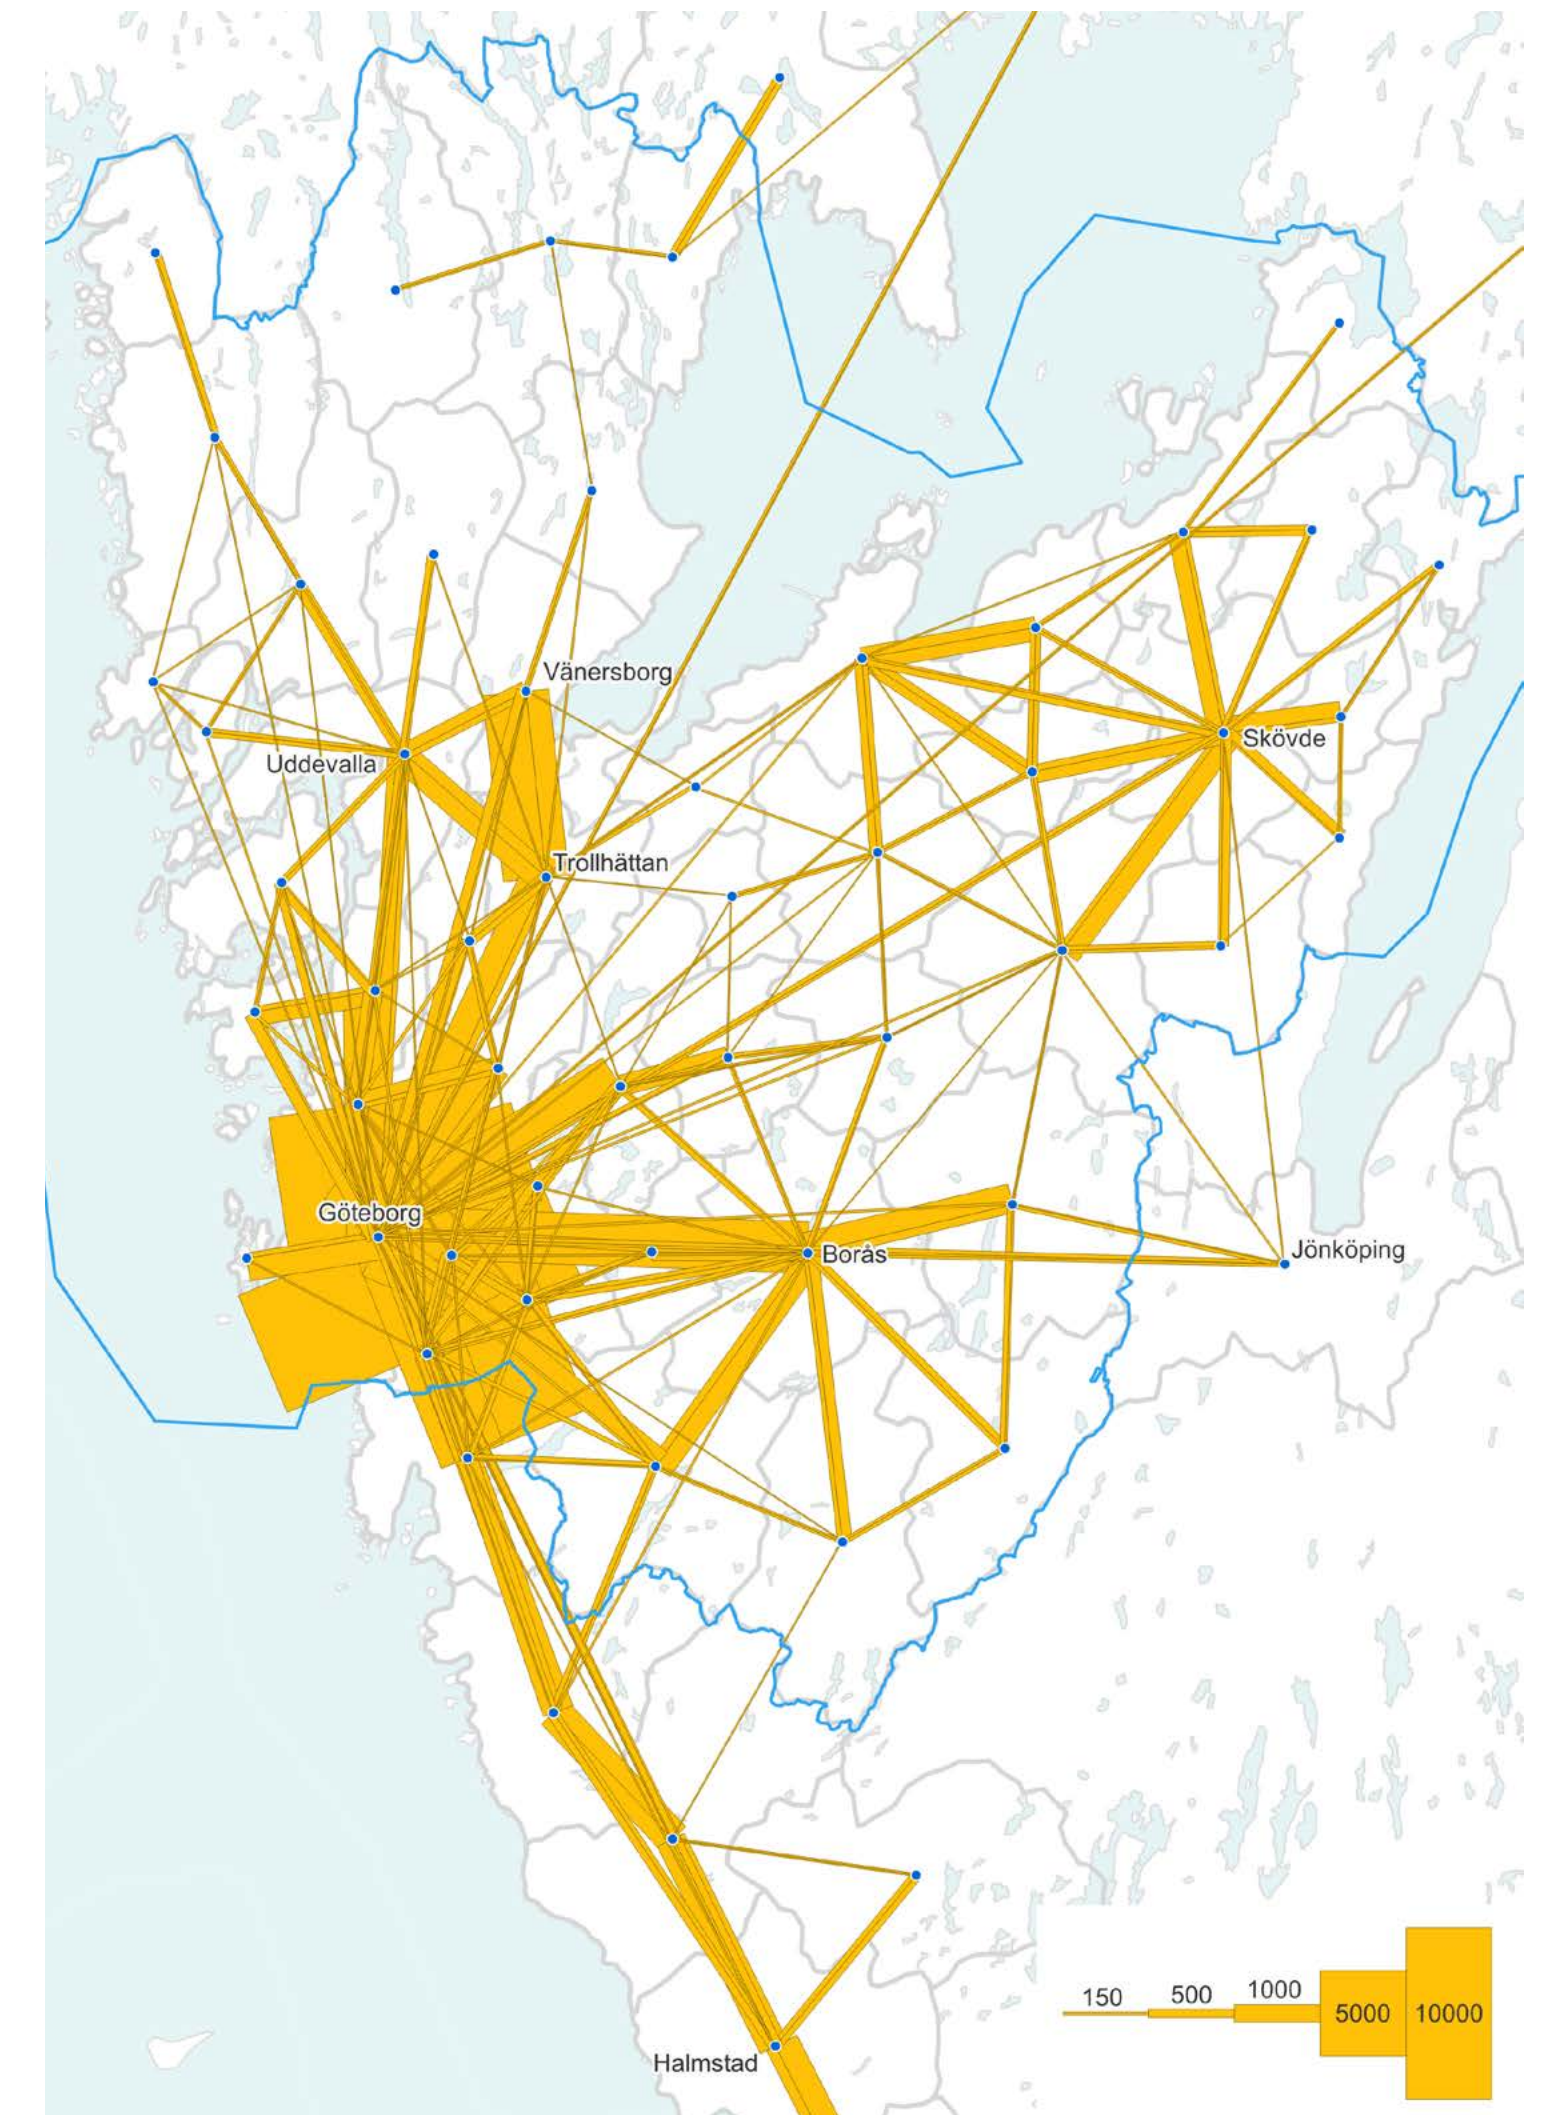 Vänersborg
Skövde
Uddevalla
Trollhättan
Göteborg
Jönköping
Borås
150
500
1000
5000
10000
Halmstad